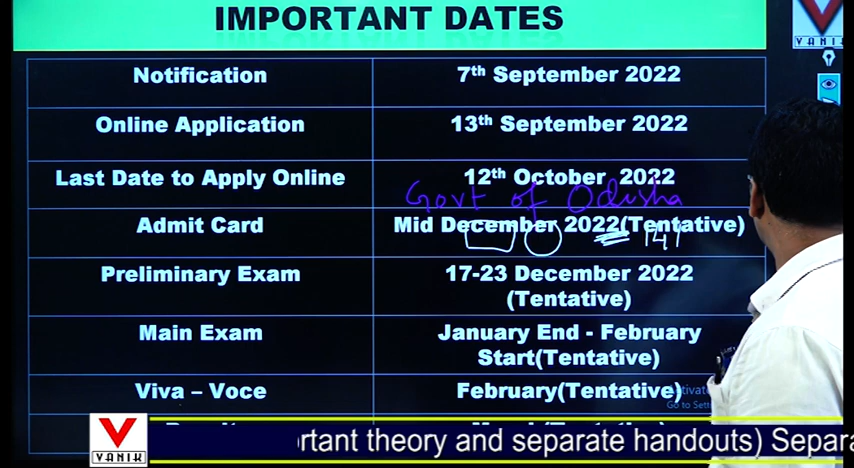 IMPORTANT DATES
VANIK
Notification
7th September 2022
Online Application
13th September 2022
Last Date to Apply Online
12th October 2022
Govt of Odisha
Admit Card
Mid December 2022(Tentative)
Preliminary Exam
17-23 December 2022
(Tentative)
Main Exam
January End - February
Start(Tentative)
Viva – Voce
February(Tentative)
VANIK
rtant theory and separate handouts) Separa